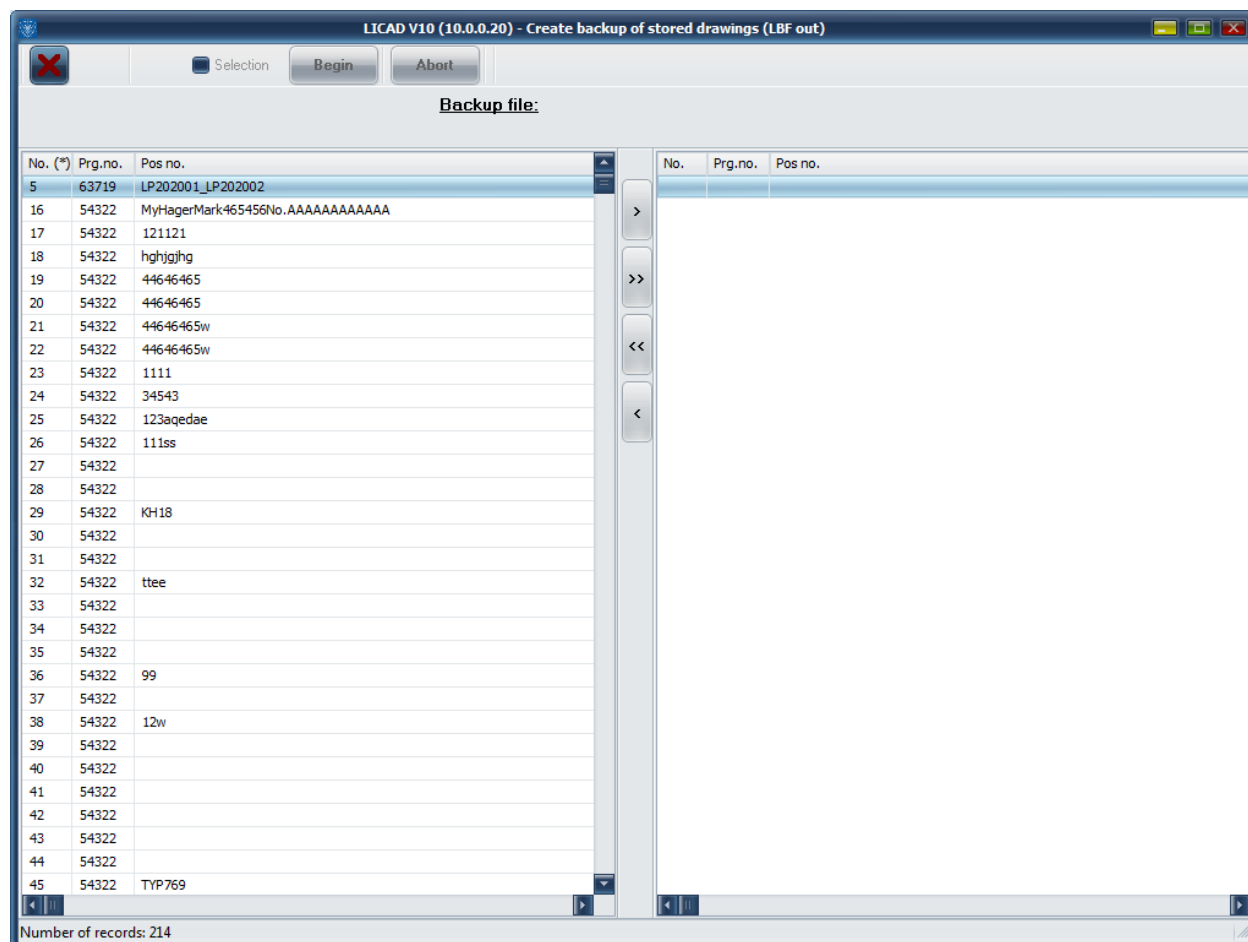 LICAD V10 (10.0.0.20) - Create backup of stored drawings (LBF out)
Selection Begin Abort
Backup file:
No. (*) Prg.no. Pos no.
5 63719 LP202001_LP202002
16 54322 MyHagerMark465456No.AAAAAAAAAAAA
17 54322 121121
18 54322 hghjgjhg
19 54322 44646465
20 54322 44646465
21 54322 44646465w
22 54322 44646465w
23 54322 1111
24 54322 34543
25 54322 123aqedae
26 54322 111ss
27 54322
28 54322
29 54322 KH18
30 54322
31 54322
32 54322 ttee
33 54322
34 54322
35 54322
36 54322 99
37 54322
38 54322 12w
39 54322
40 54322
41 54322
42 54322
43 54322
44 54322
45 54322 TYP769
>
>>
<<
<
No. Prg.no. Pos no.
Number of records: 214